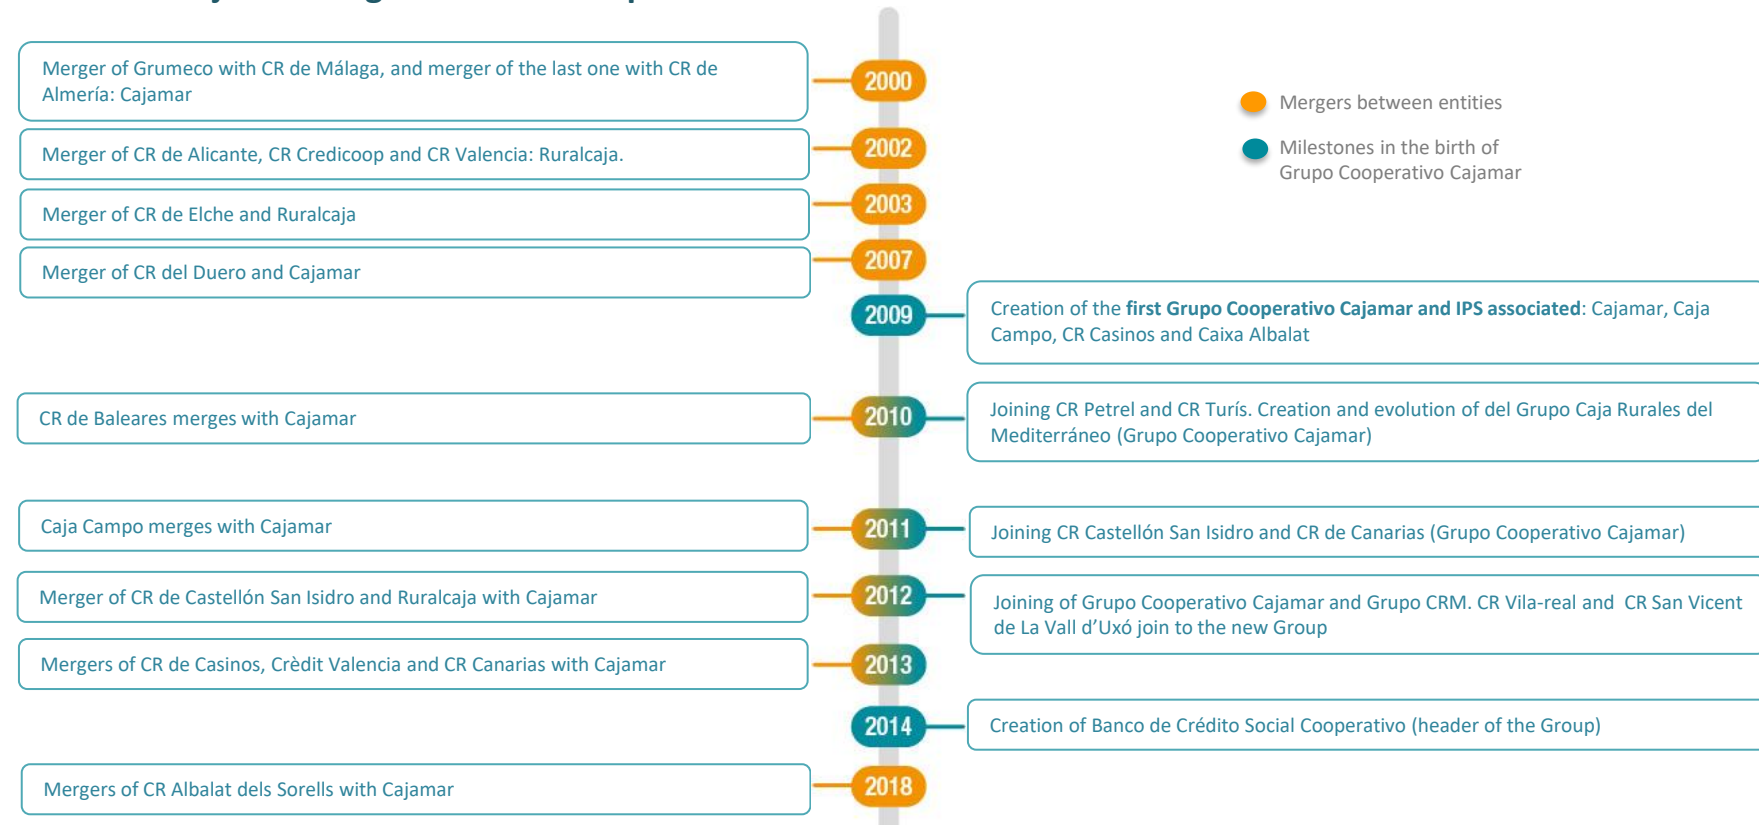 Merger of Grumeco with CR de Málaga, and merger of the last one with CR de
Almería: Cajamar
2000
Mergers between entities
Milestones in the birth of
Grupo Cooperativo Cajamar
Merger of CR de Alicante, CR Credicoop and CR Valencia: Ruralcaja.
2002
Merger of CR de Elche and Ruralcaja
2003
Merger of CR del Duero and Cajamar
2007
2009
Creation of the first Grupo Cooperativo Cajamar and IPS associated: Cajamar, Caja
Campo, CR Casinos and Caixa Albalat
CR de Baleares merges with Cajamar
2010
Joining CR Petrel and CR Turís. Creation and evolution of del Grupo Caja Rurales del
Mediterráneo (Grupo Cooperativo Cajamar)
Caja Campo merges with Cajamar
2011
Joining CR Castellón San Isidro and CR de Canarias (Grupo Cooperativo Cajamar)
Merger of CR de Castellón San Isidro and Ruralcaja with Cajamar
2012
Joining of Grupo Cooperativo Cajamar and Grupo CRM. CR Vila-real and CR San Vicent
de La Vall d'Uxó join to the new Group
Mergers of CR de Casinos, Crèdit Valencia and CR Canarias with Cajamar
2013
2014
Creation of Banco de Crédito Social Cooperativo (header of the Group)
Mergers of CR Albalat dels Sorells with Cajamar
2018